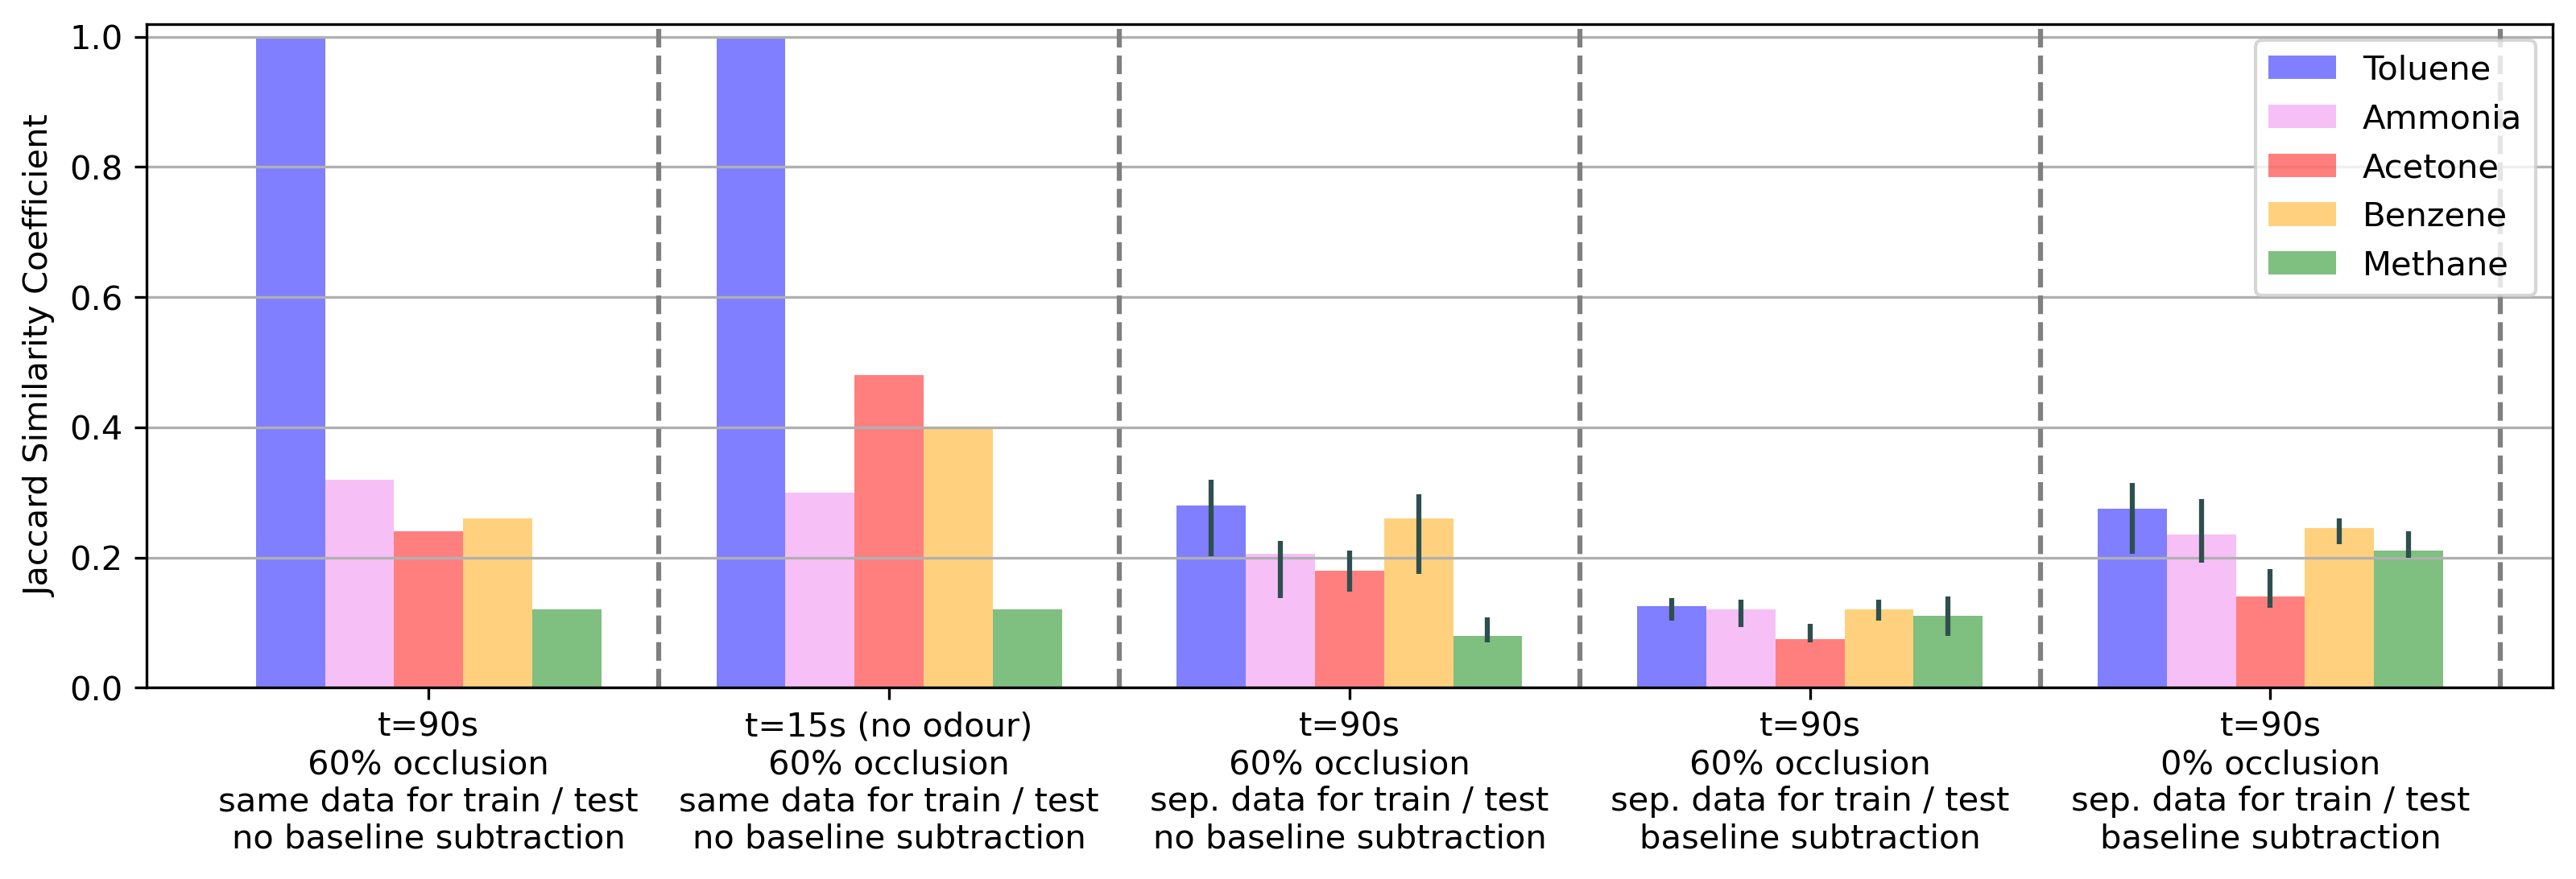 Jaccard Similarity Coefficient
1.0
0.8
0.6
0.4
0.2
0.0
Toluene
Ammonia
Acetone
Benzene
Methane
t=90s
60% occlusion
same data for train / test
no baseline subtraction
t=15s (no odour)
60% occlusion
same data for train / test
no baseline subtraction
t=90s
60% occlusion
sep. data for train / test
no baseline subtraction
t=90s
60% occlusion
sep. data for train / test
baseline subtraction
t=90s
0% occlusion
sep. data for train / test
baseline subtraction